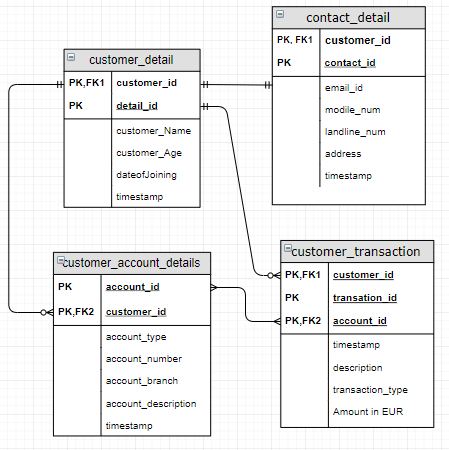 contact_detail
PK, FK1 customer_id
PK contact_id
email_id
modile_num
landline_num
address
timestamp
customer_detail
PK,FK1 customer_id
PK detail_id
customer_Name
customer_Age
dateofJoining
timestamp
customer_account_details
PK account_id
PK,FK2 customer_id
account_type
account_number
account_branch
account_description
timestamp
customer_transaction
PK,FK1 customer_id
PK transation_id
PK,FK2 account_id
timestamp
description
transaction_type
Amount in EUR